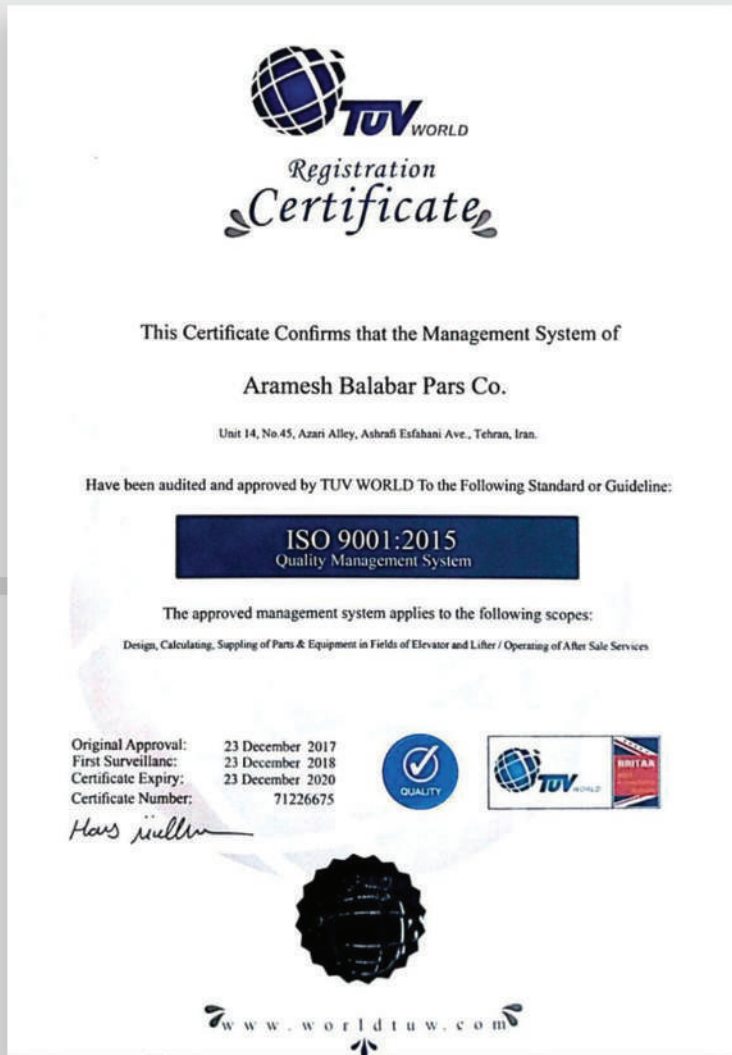 TUV WORLD
Registration
Certificate
This Certificate Confirms that the Management System of
Aramesh Balabar Pars Co.
Unit 14, No.45, Azari Alley, Ashrafi Esfahani Ave., Tehran, Iran.
Have been audited and approved by TUV WORLD To the Following Standard or Guideline:
ISO 9001:2015
Quality Management System
The approved management system applies to the following scopes:
Design, Calculating, Suppling of Parts & Equipment in Fields of Elevator and Lifter / Operating of After Sale Services
Original Approval: 23 December 2017
First Surveillanc: 23 December 2018
Certificate Expiry: 23 December 2020
Certificate Number: 71226675
QUALITY
TUV WORLD
BRITAR
www.worldtuw.com